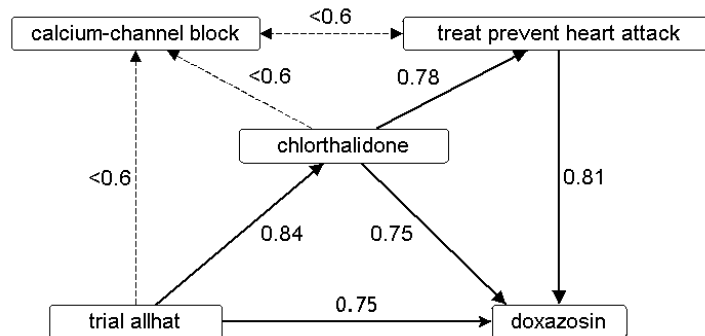 <0.6
calcium-channel block
treat prevent heart attack
<0.6
0.78
chlorthalidone
<0.6
0.81
0.84
0.75
0.75
trial allhat
doxazosin